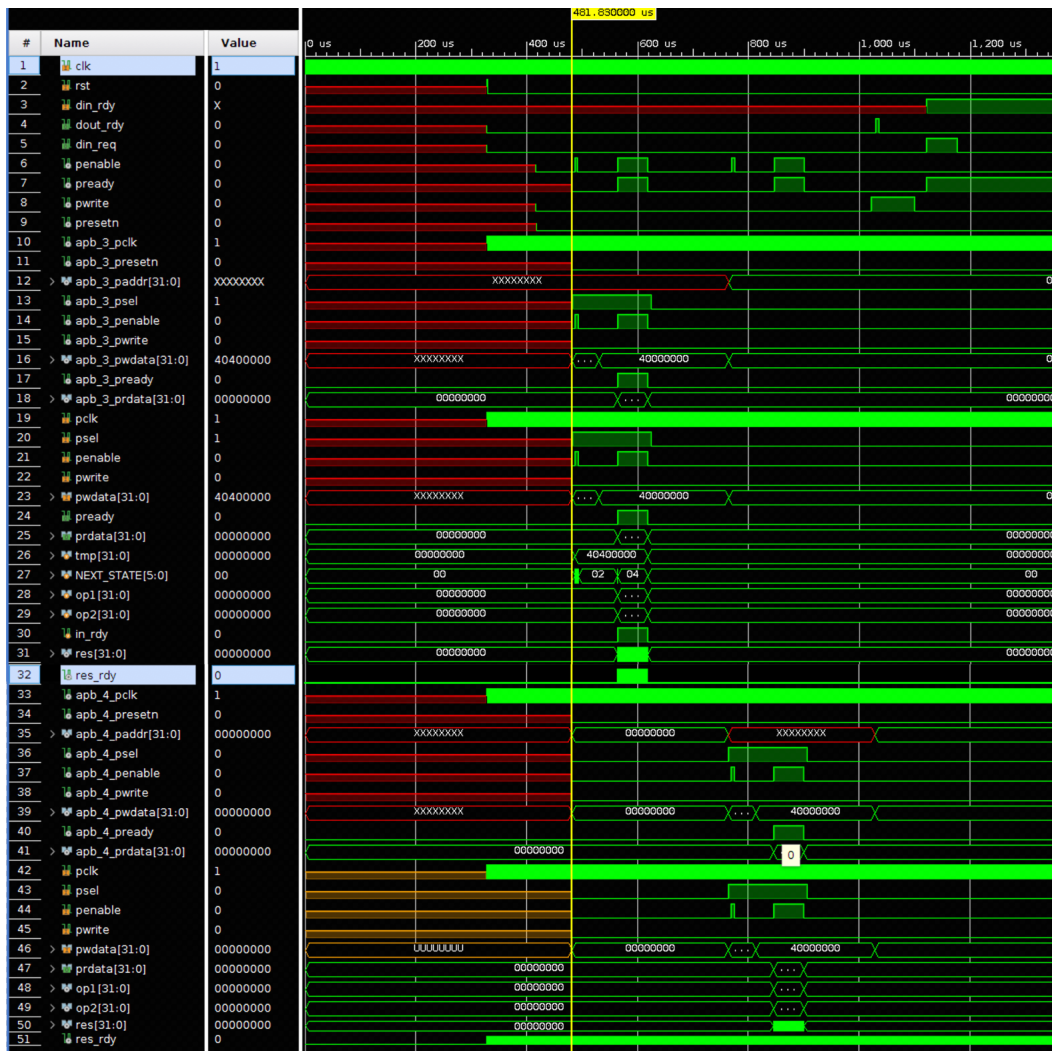 481.830000 us
# Name Value 0 us 200 us 400 us 600 us 800 us 1,000 us 1,200 us
1 clk 1
2 rst 0
3 din_rdy X
4 dout_rdy 0
5 din_req 0
6 penable 0
7 pready 0
8 pwrite 0
9 presetn 0
10 apb_3_pclk 1
11 apb_3_presetn 0
12 apb_3_paddr[31:0] XXXXXXXX XXXXXXXX 0
13 apb_3_psel 1
14 apb_3_penable 0
15 apb_3_pwrite 0
16 apb_3_pwdata[31:0] 40400000 XXXXXXXX ... 40000000 0
17 apb_3_pready 0
18 apb_3_prdata[31:0] 00000000 00000000 ... 0000000
19 pclk 1
20 psel 1
21 penable 0
22 pwrite 0
23 pwdata[31:0] 40400000 XXXXXXXX ... 40000000 0
24 pready 0
25 prdata[31:0] 00000000 00000000 ... 0000000
26 tmp[31:0] 00000000 00000000 40400000 0000000
27 NEXT_STATE[5:0] 00 00 02 04 00
28 op1[31:0] 00000000 00000000 ... 0000000
29 op2[31:0] 00000000 00000000 ... 0000000
30 in_rdy 0
31 res[31:0] 00000000 00000000 0000000
32 res_rdy 0
33 apb_4_pclk 1
34 apb_4_presetn 0
35 apb_4_paddr[31:0] 00000000 XXXXXXXX 00000000 XXXXXXXX
36 apb_4_psel 0
37 apb_4_penable 0
38 apb_4_pwrite 0
39 apb_4_pwdata[31:0] 00000000 XXXXXXXX 00000000 ... 40000000
40 apb_4_pready 0
41 apb_4_prdata[31:0] 00000000 00000000 0
42 pclk 1
43 psel 0
44 penable 0
45 pwrite 0
46 pwdata[31:0] 00000000 UUUUUUUU 00000000 ... 40000000
47 prdata[31:0] 00000000 00000000 ...
48 op1[31:0] 00000000 00000000 ...
49 op2[31:0] 00000000 00000000 ...
50 res[31:0] 00000000 00000000
51 res_rdy 0